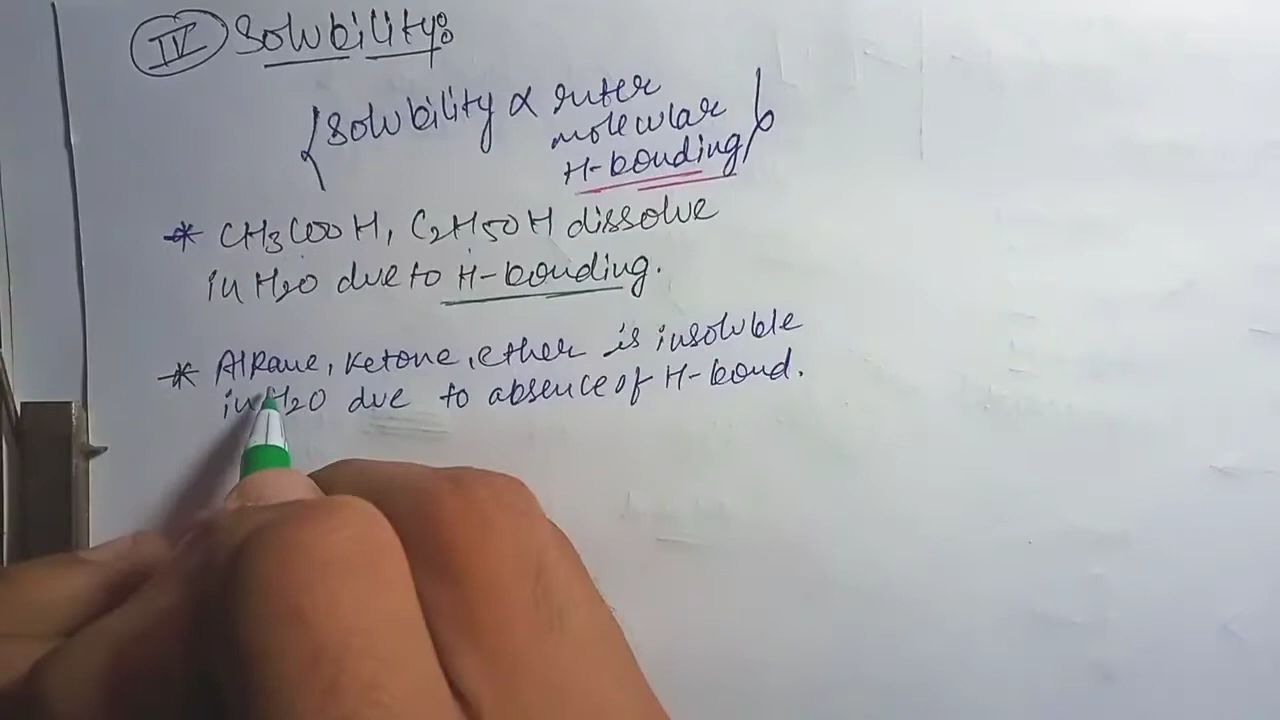 IV Solubility:
{Solubility ∝ inter
molecular
H-bonding}
* CH3COOH, C2H5OH dissolve
in H2O due to H-bonding.
* Alkane, Ketone, ether is insoluble
in H2O due to absence of H-bond.